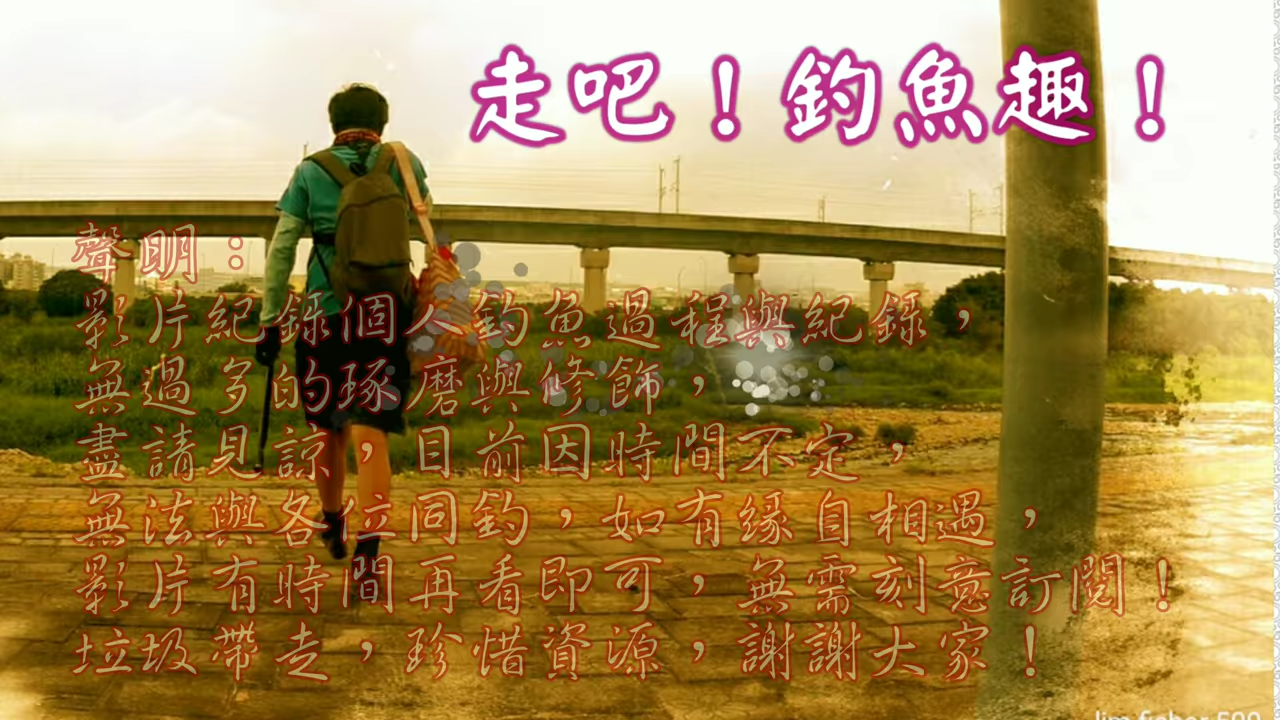 走吧！釣魚趣！
聲明：
影片紀錄個人釣魚過程與紀錄，
無過多的琢磨與修飾，
盡請見諒，目前因時間不定，
無法與各位同釣，如有緣自相遇，
影片有時間再看即可，無需刻意訂閱！
垃圾帶走，珍惜資源，謝謝大家！